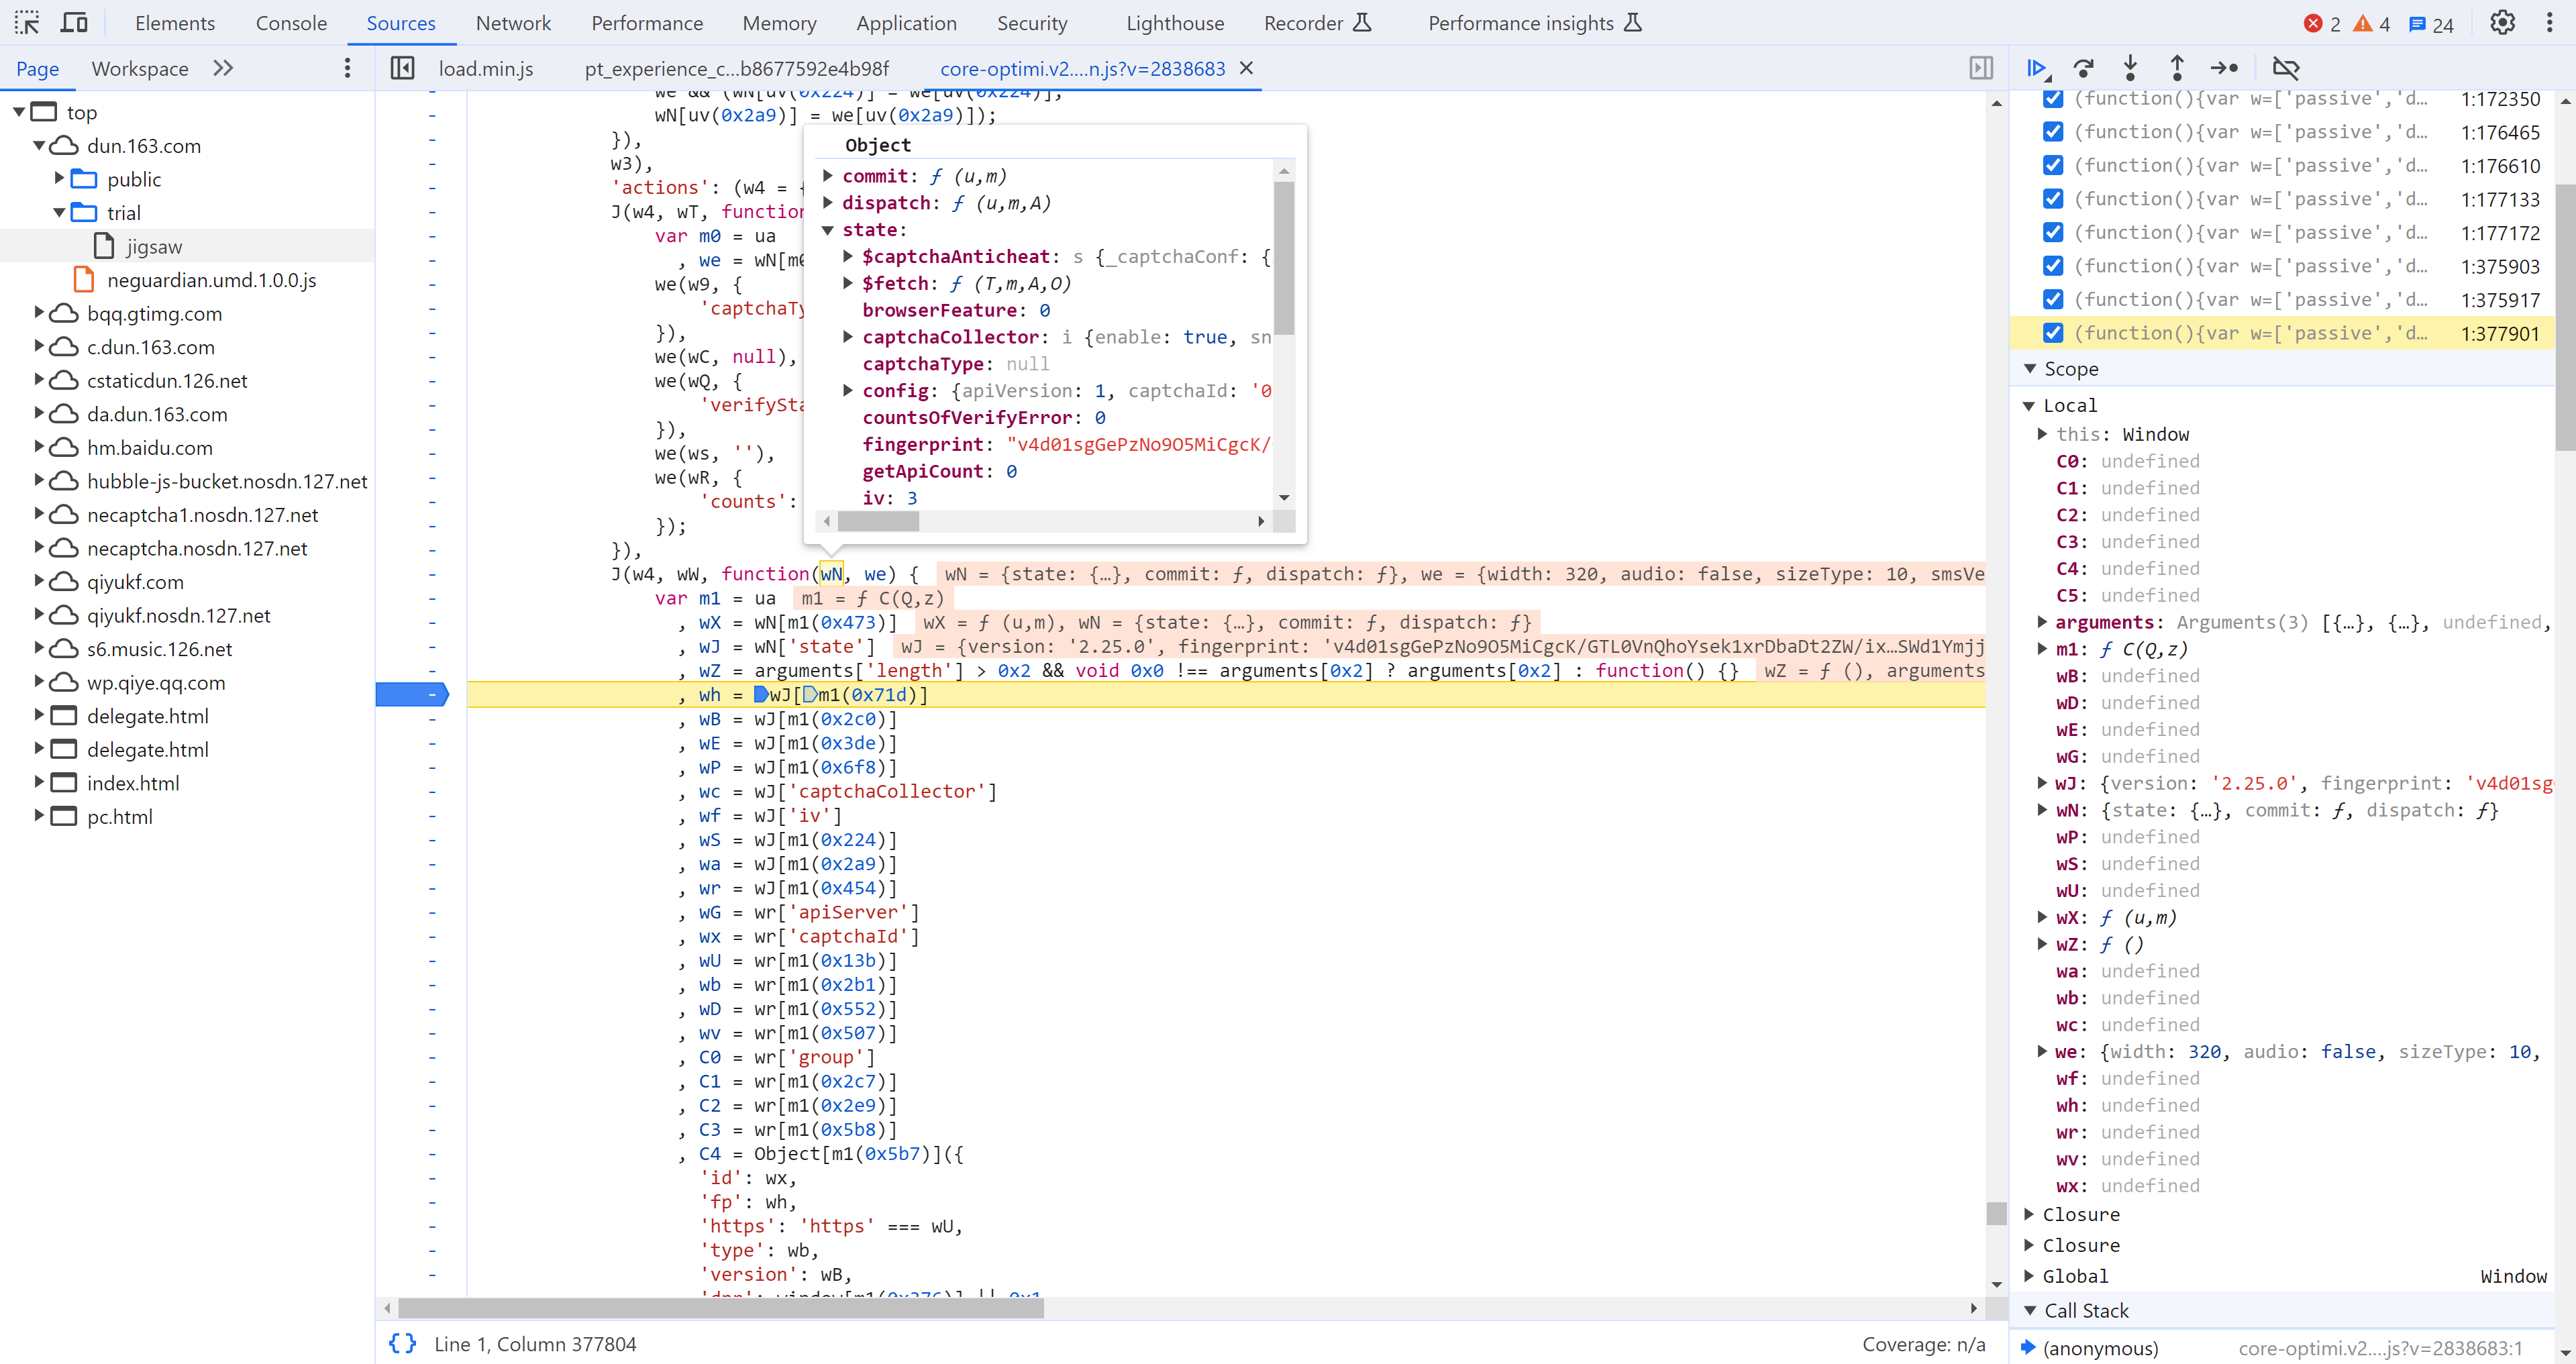 Elements Console Sources Network Performance Memory Application Security Lighthouse Recorder Performance insights 2 4 24
Page Workspace load.min.js pt_experience_c...b8677592e4b98f core-optimi.v2....n.js?v=2838683
top
dun.163.com
public
trial
jigsaw
neguardian.umd.1.0.0.js
bqq.gtimg.com
c.dun.163.com
cstaticdun.126.net
da.dun.163.com
hm.baidu.com
hubble-js-bucket.nosdn.127.net
necaptcha1.nosdn.127.net
necaptcha.nosdn.127.net
qiyukf.com
qiyukf.nosdn.127.net
s6.music.126.net
wp.qiye.qq.com
delegate.html
delegate.html
index.html
pc.html
we && (wN[uv(0x224)] = we[uv(0x224)],
wN[uv(0x2a9)] = we[uv(0x2a9)]);
}),
w3),
'actions': (w4 = {
J(w4, wT, function
var m0 = ua
, we = wN[m0
we(w9, {
'captchaTy
}),
we(wC, null),
we(wQ, {
'verifySta
}),
we(ws, ''),
we(wR, {
'counts':
});
}),
Object
commit: ƒ (u,m)
dispatch: ƒ (u,m,A)
state:
$captchaAnticheat: s {_captchaConf: {
$fetch: ƒ (T,m,A,O)
browserFeature: 0
captchaCollector: i {enable: true, sn
captchaType: null
config: {apiVersion: 1, captchaId: '0
countsOfVerifyError: 0
fingerprint: "v4d01sgGePzNo9O5MiCgcK/
getApiCount: 0
iv: 3
J(w4, wW, function(wN, we) { wN = {state: {…}, commit: ƒ, dispatch: ƒ}, we = {width: 320, audio: false, sizeType: 10, smsVe
var m1 = ua m1 = ƒ C(Q,z)
, wX = wN[m1(0x473)] wX = ƒ (u,m), wN = {state: {…}, commit: ƒ, dispatch: ƒ}
, wJ = wN['state'] wJ = {version: '2.25.0', fingerprint: 'v4d01sgGePzNo9O5MiCgcK/GTL0VnQhoYsek1xrDbaDt2ZW/ix…SWd1Ymjj
, wZ = arguments['length'] > 0x2 && void 0x0 !== arguments[0x2] ? arguments[0x2] : function() {} wZ = ƒ (), arguments
, wh = wJ[m1(0x71d)]
, wB = wJ[m1(0x2c0)]
, wE = wJ[m1(0x3de)]
, wP = wJ[m1(0x6f8)]
, wc = wJ['captchaCollector']
, wf = wJ['iv']
, wS = wJ[m1(0x224)]
, wa = wJ[m1(0x2a9)]
, wr = wJ[m1(0x454)]
, wG = wr['apiServer']
, wx = wr['captchaId']
, wU = wr[m1(0x13b)]
, wb = wr[m1(0x2b1)]
, wD = wr[m1(0x552)]
, wv = wr[m1(0x507)]
, C0 = wr['group']
, C1 = wr[m1(0x2c7)]
, C2 = wr[m1(0x2e9)]
, C3 = wr[m1(0x5b8)]
, C4 = Object[m1(0x5b7)]({
'id': wx,
'fp': wh,
'https': 'https' === wU,
'type': wb,
'version': wB,
'dpr': window[m1(0x376)] || 0x1
Line 1, Column 377804 Coverage: n/a
(function(){var w=['passive','d… 1:172350
(function(){var w=['passive','d… 1:176465
(function(){var w=['passive','d… 1:176610
(function(){var w=['passive','d… 1:177133
(function(){var w=['passive','d… 1:177172
(function(){var w=['passive','d… 1:375903
(function(){var w=['passive','d… 1:375917
(function(){var w=['passive','d… 1:377901
Scope
Local
this: Window
C0: undefined
C1: undefined
C2: undefined
C3: undefined
C4: undefined
C5: undefined
arguments: Arguments(3) [{…}, {…}, undefined,
m1: ƒ C(Q,z)
wB: undefined
wD: undefined
wE: undefined
wG: undefined
wJ: {version: '2.25.0', fingerprint: 'v4d01sg
wN: {state: {…}, commit: ƒ, dispatch: ƒ}
wP: undefined
wS: undefined
wU: undefined
wX: ƒ (u,m)
wZ: ƒ ()
wa: undefined
wb: undefined
wc: undefined
we: {width: 320, audio: false, sizeType: 10,
wf: undefined
wh: undefined
wr: undefined
wv: undefined
wx: undefined
Closure
Closure
Global Window
Call Stack
(anonymous) core-optimi.v2....js?v=2838683:1